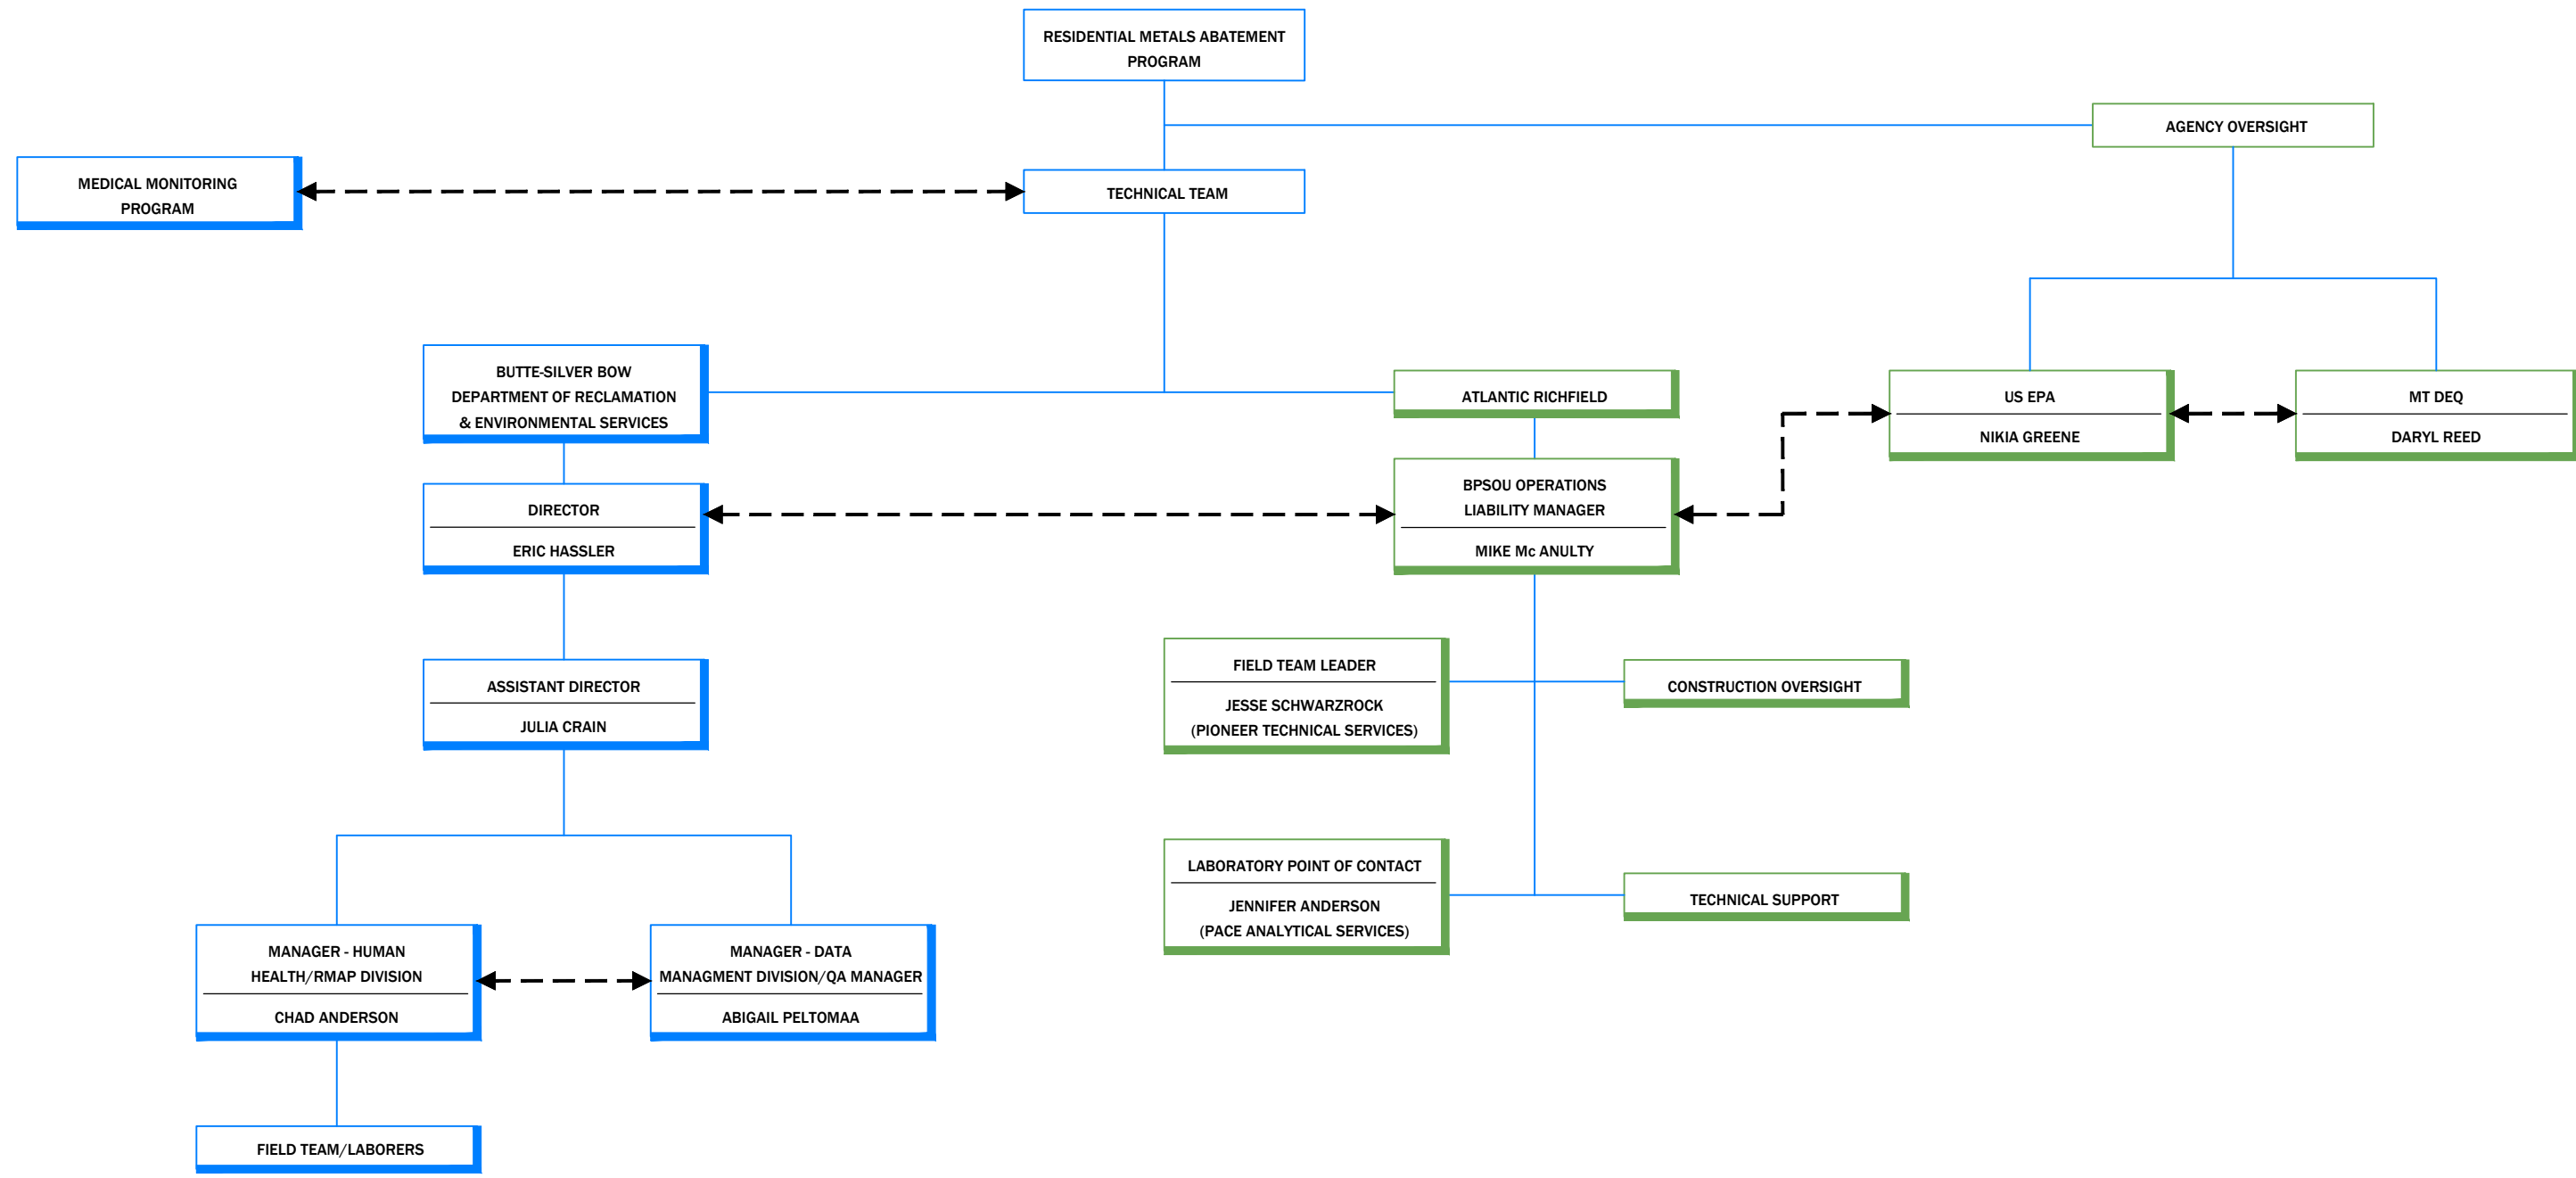 RESIDENTIAL METALS ABATEMENT
PROGRAM
AGENCY OVERSIGHT
MEDICAL MONITORING
PROGRAM
TECHNICAL TEAM
BUTTE-SILVER BOW
DEPARTMENT OF RECLAMATION
& ENVIRONMENTAL SERVICES
ATLANTIC RICHFIELD
US EPA
NIKIA GREENE
MT DEQ
DARYL REED
DIRECTOR
ERIC HASSLER
BPSOU OPERATIONS
LIABILITY MANAGER
MIKE Mc ANULTY
ASSISTANT DIRECTOR
JULIA CRAIN
FIELD TEAM LEADER
JESSE SCHWARZROCK
(PIONEER TECHNICAL SERVICES)
CONSTRUCTION OVERSIGHT
LABORATORY POINT OF CONTACT
JENNIFER ANDERSON
(PACE ANALYTICAL SERVICES)
TECHNICAL SUPPORT
MANAGER - HUMAN
HEALTH/RMAP DIVISION
CHAD ANDERSON
MANAGER - DATA
MANAGMENT DIVISION/QA MANAGER
ABIGAIL PELTOMAA
FIELD TEAM/LABORERS